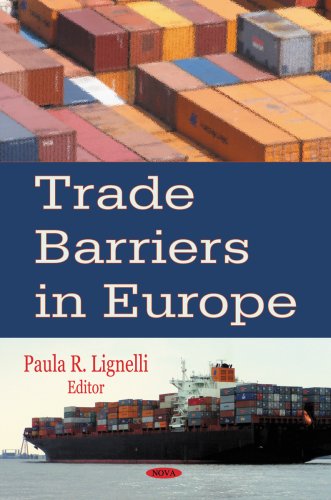 Trade
Barriers
in Europe
Paula R. Lignelli
Editor
NOVA